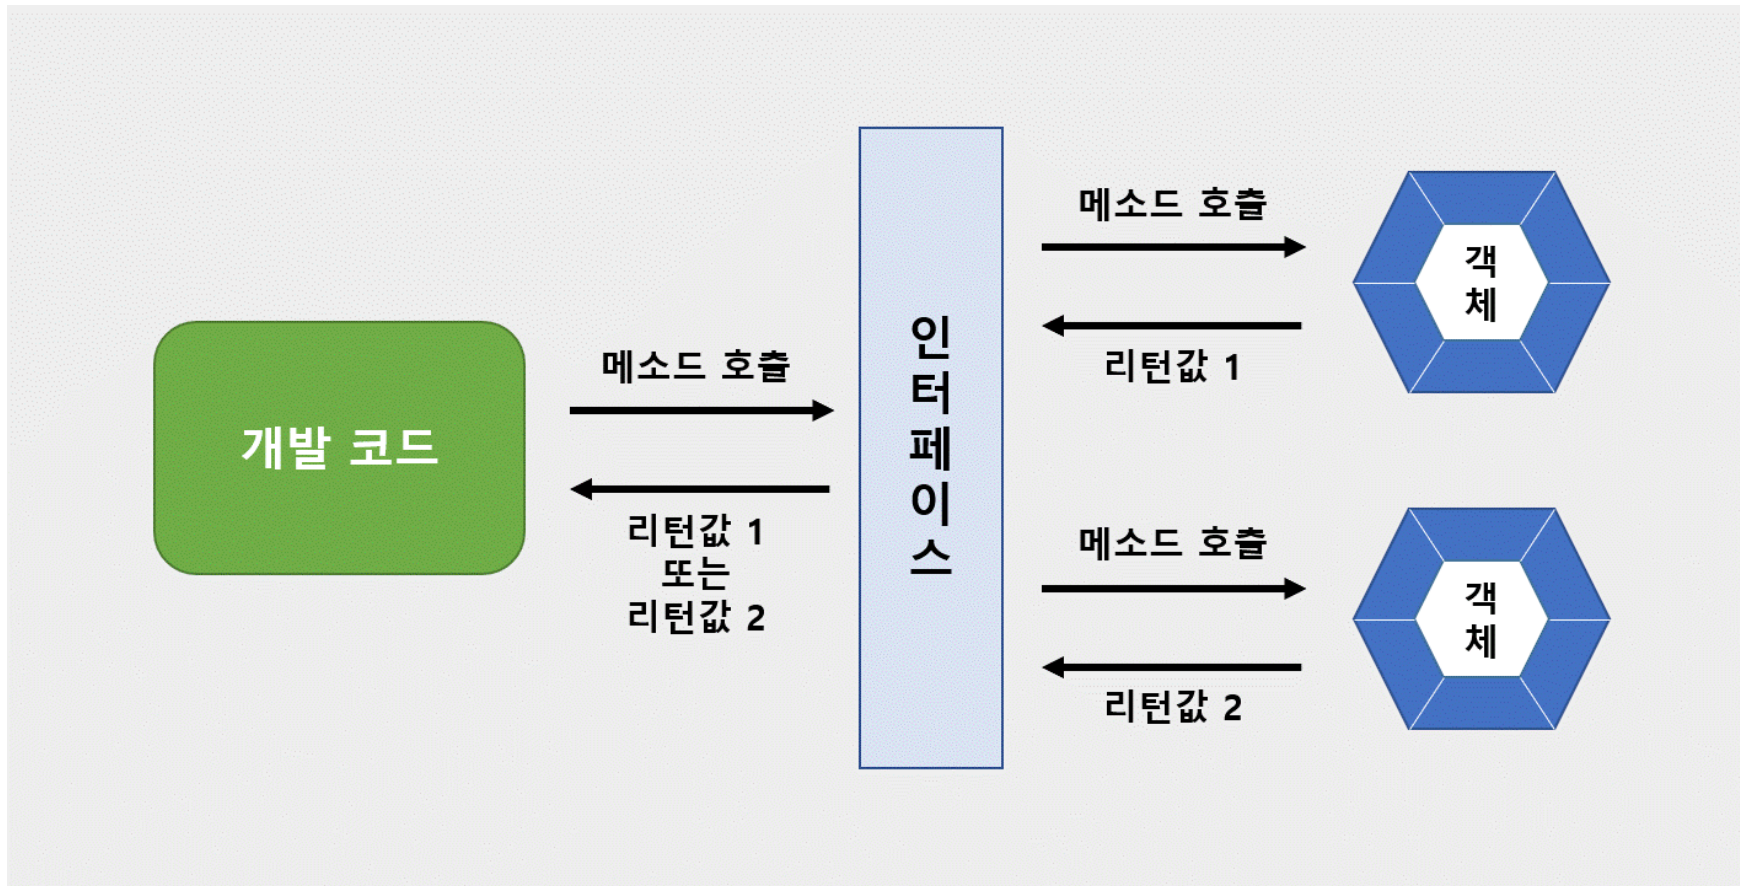 개발 코드
메소드 호출
리턴값 1
또는
리턴값 2
인
터
페
이
스
메소드 호출
리턴값 1
객
체
메소드 호출
리턴값 2
객
체